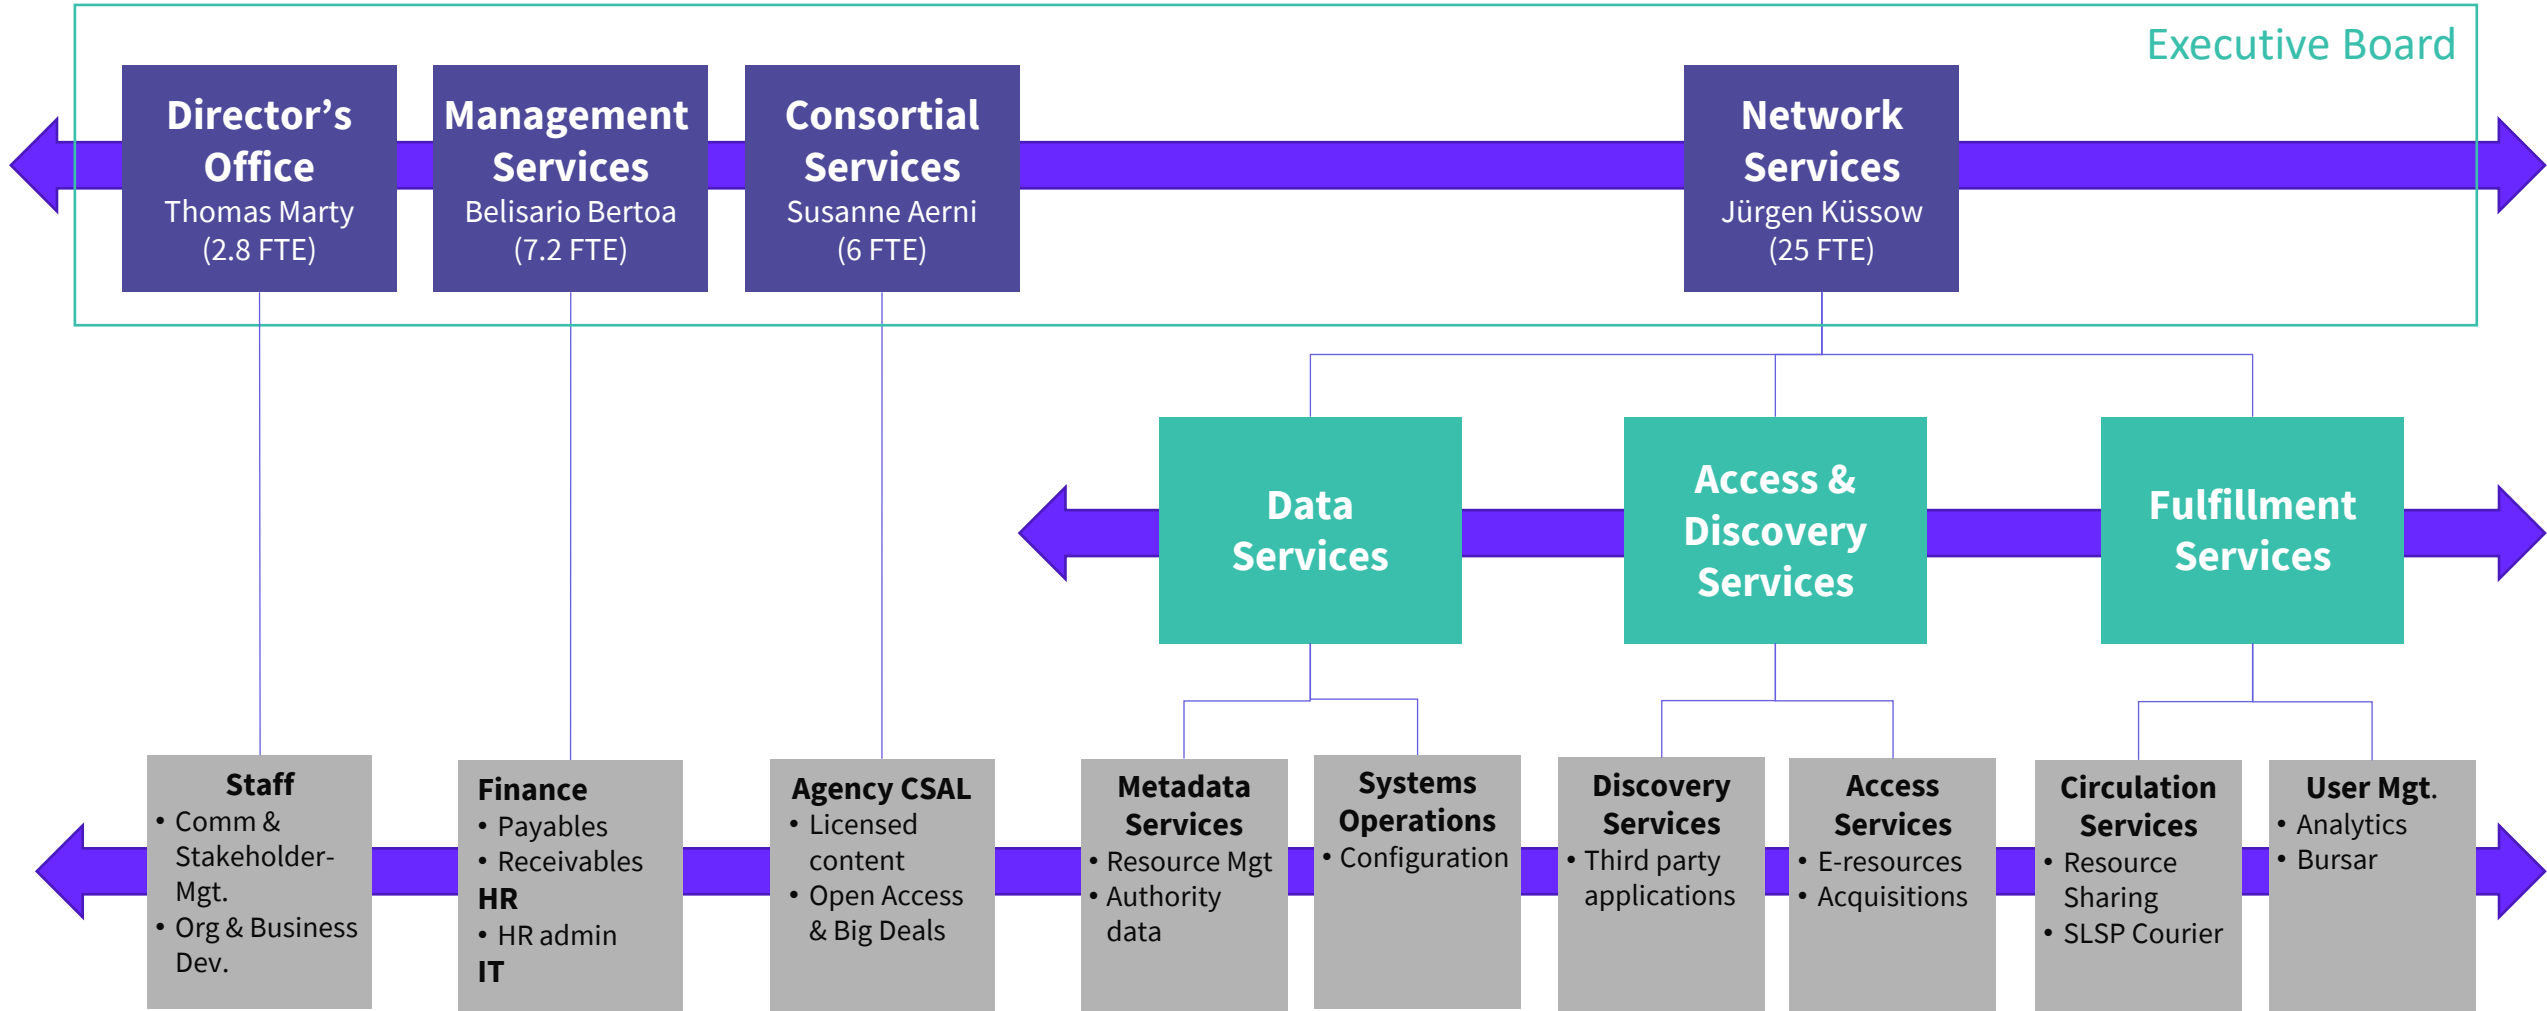 Executive Board
Director’s
Office
Thomas Marty
(2.8 FTE)
Management
Services
Belisario Bertoa
(7.2 FTE)
Consortial
Services
Susanne Aerni
(6 FTE)
Network
Services
Jürgen Küssow
(25 FTE)
Data
Services
Access &
Discovery
Services
Fulfillment
Services
Staff
• Comm &
Stakeholder-
Mgt.
• Org & Business
Dev.
Finance
• Payables
• Receivables
HR
• HR admin
IT
Agency CSAL
• Licensed
content
• Open Access
& Big Deals
Metadata
Services
• Resource Mgt
• Authority
data
Systems
Operations
• Configuration
Discovery
Services
• Third party
applications
Access
Services
• E-resources
• Acquisitions
Circulation
Services
• Resource
Sharing
• SLSP Courier
User Mgt.
• Analytics
• Bursar